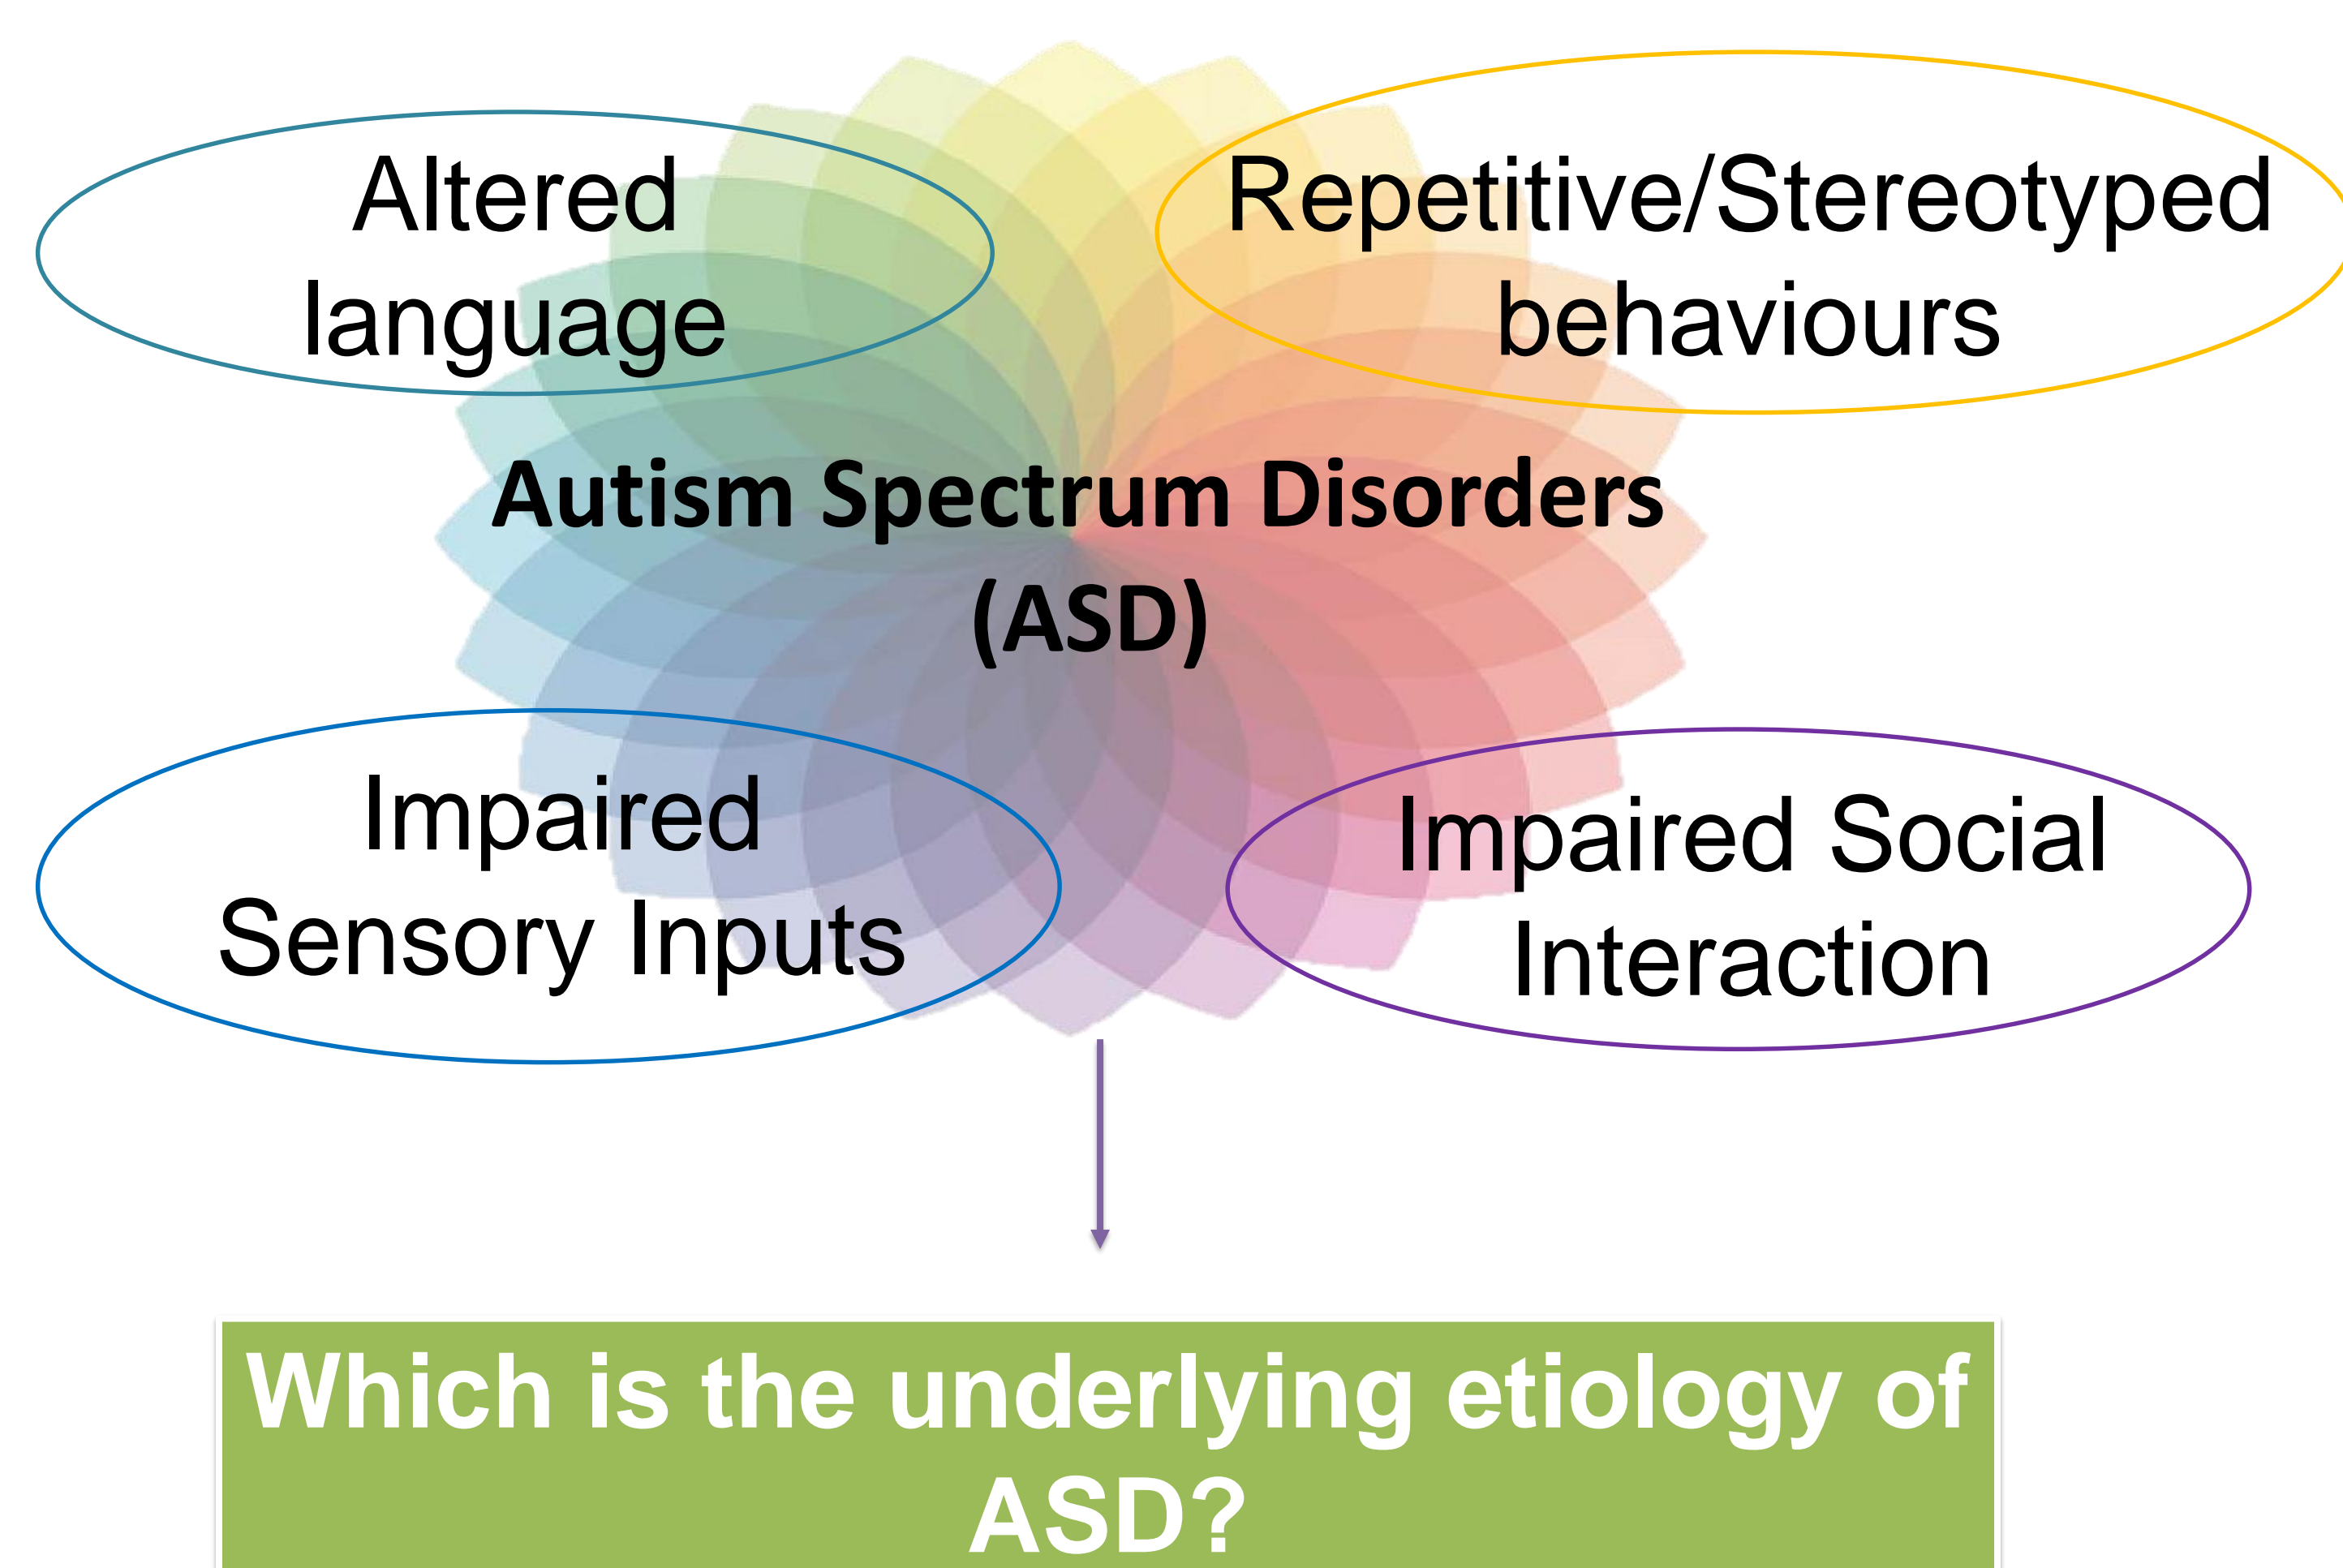 Altered
language
Repetitive/Stereotyped
behaviours
Autism Spectrum Disorders
(ASD)
Impaired
Sensory Inputs
Impaired Social
Interaction
Which is the underlying etiology of
ASD?